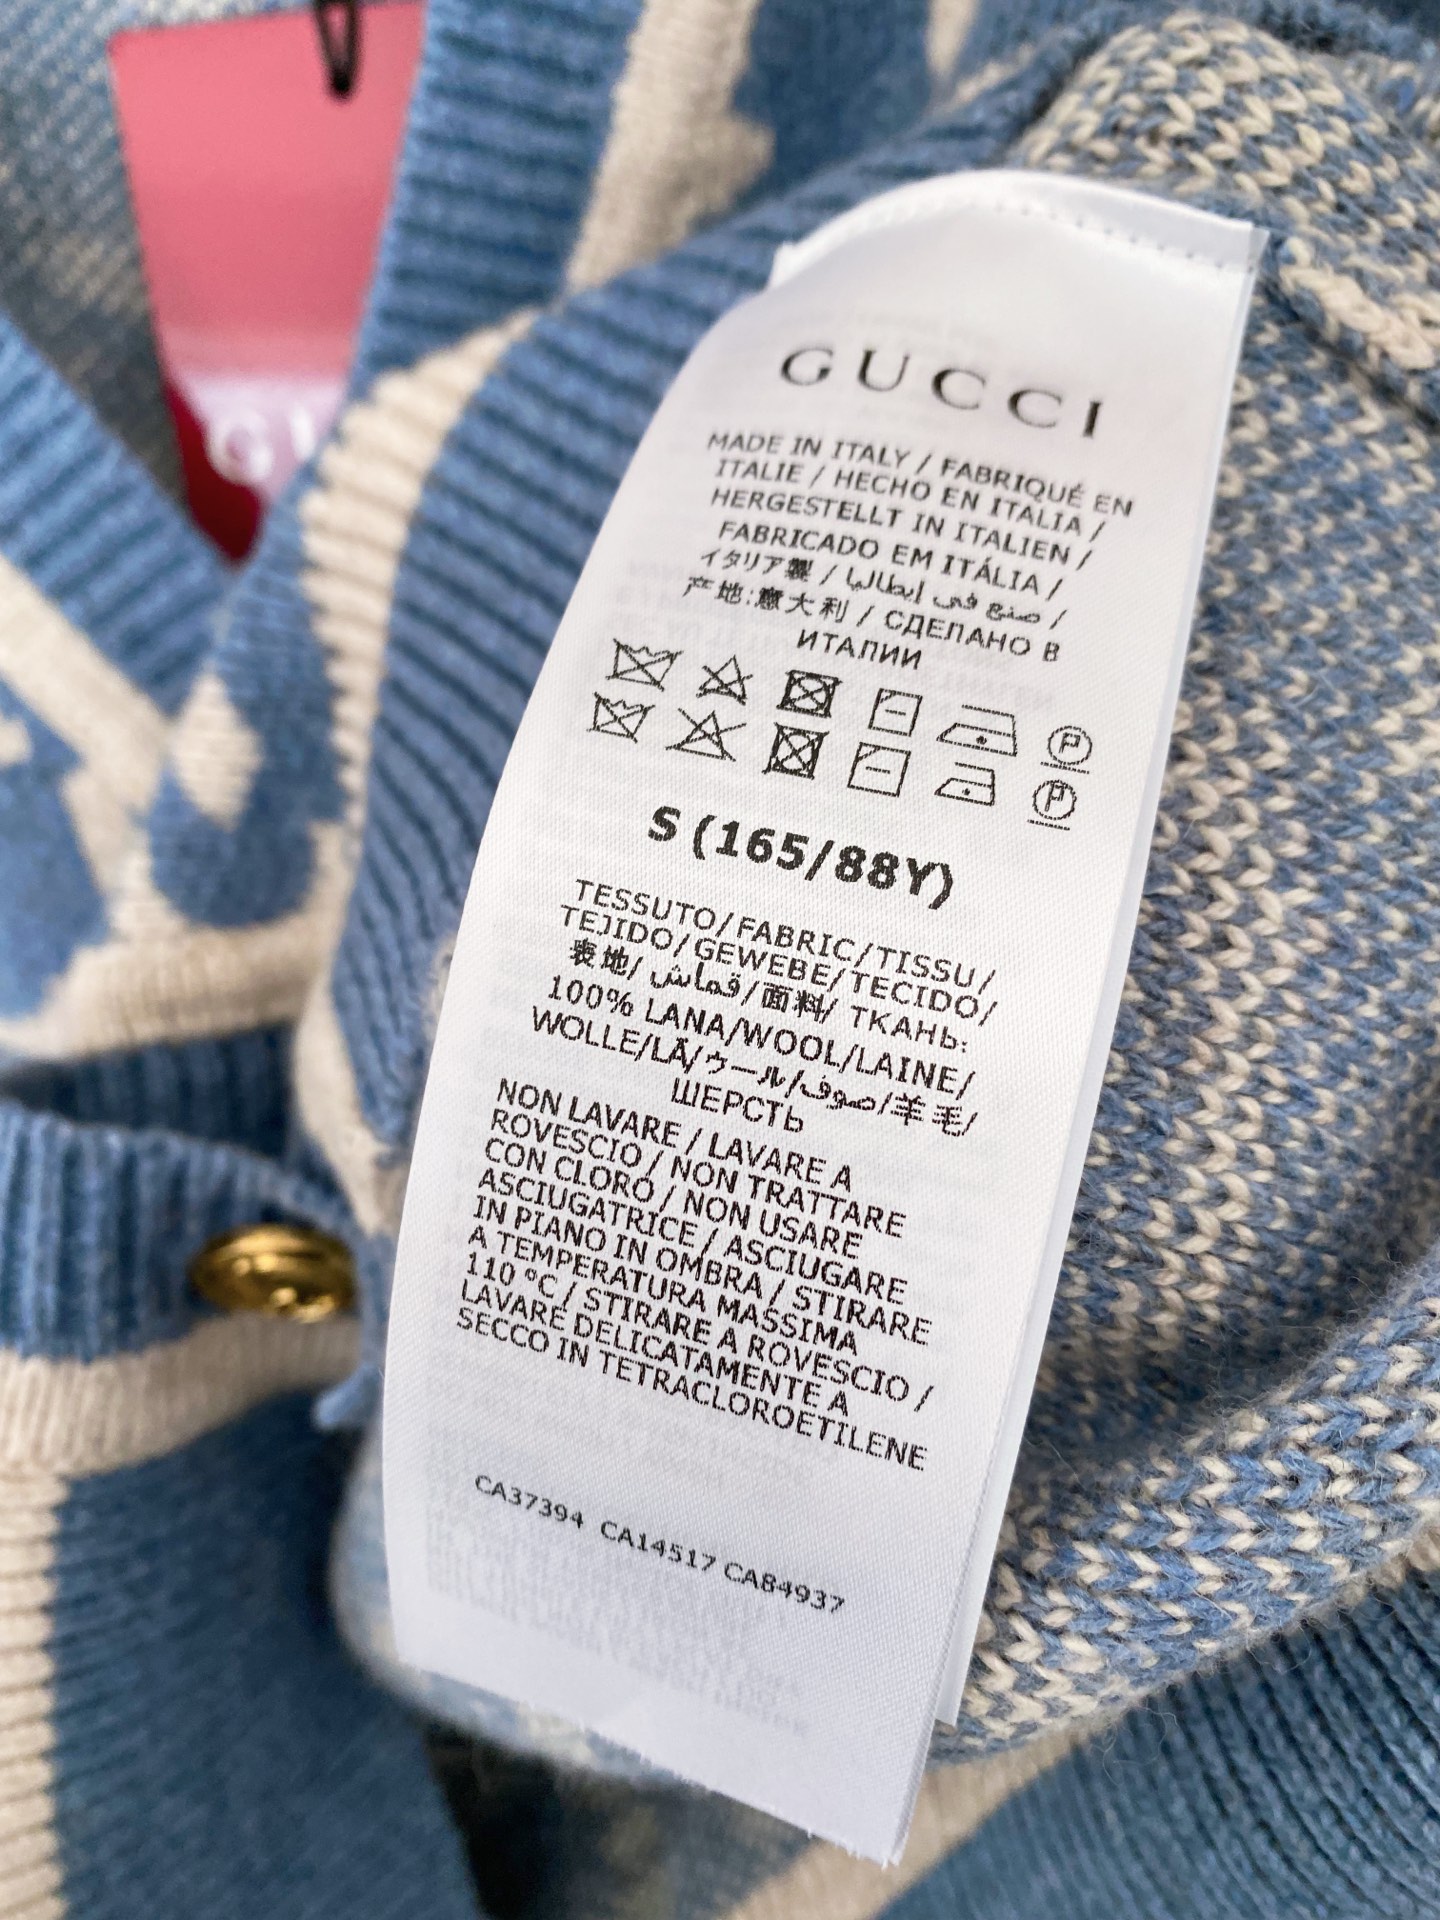 GUCCI
MADE IN ITALY / FABRIQUÉ EN
ITALIE / HECHO EN ITALIA /
HERGESTELLT IN ITALIEN /
FABRICADO EM ITÁLIA /
イタリア製 / صنع في إيطاليا /
产地:意大利 / СДЕЛАНО В
ИТАЛИИ
P
P
S (165/88Y)
TESSUTO/FABRIC/TISSU/
TEJIDO/GEWEBE/TECIDO/
表地/ قماش/面料/ ТКАНЬ:
100% LANA/WOOL/LAINE/
WOLLE/LÃ/ウール/صوف/羊毛/
ШЕРСТЬ
NON LAVARE / LAVARE A
ROVESCIO / NON TRATTARE
CON CLORO / NON USARE
ASCIUGATRICE / ASCIUGARE
IN PIANO IN OMBRA / STIRARE
A TEMPERATURA MASSIMA
110 °C / STIRARE A ROVESCIO /
LAVARE DELICATAMENTE A
SECCO IN TETRACLOROETILENE
CA37394 CA14517 CA84937